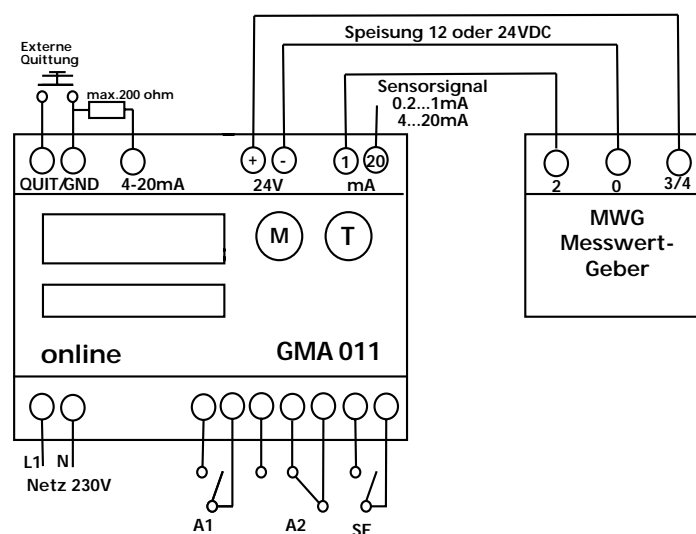 Externe
Quittung
max.200 ohm
Speisung 12 oder 24VDC
Sensorsignal
0.2...1mA
4...20mA
+ - 1 20
QUIT/GND 4-20mA 24V mA
2 0 3/4
MWG
Messwert-
Geber
M T
online GMA 011
L1 N
Netz 230V
A1 A2 SF